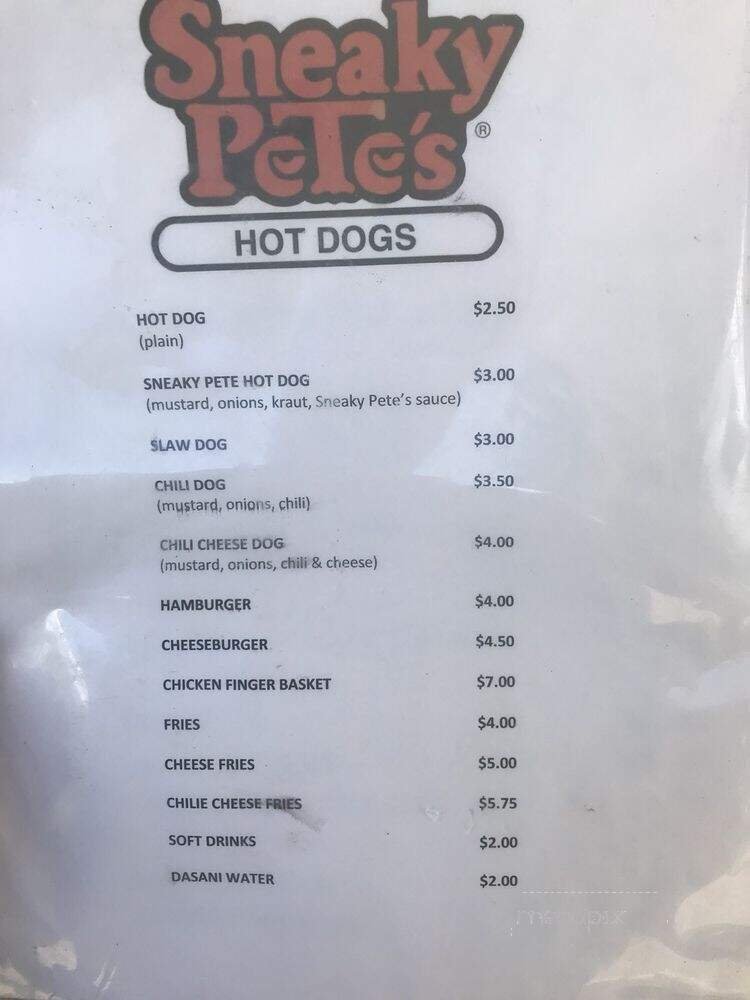 Sneaky
PeTe's ®
HOT DOGS
HOT DOG $2.50
(plain)
SNEAKY PETE HOT DOG $3.00
(mustard, onions, kraut, Sneaky Pete's sauce)
SLAW DOG $3.00
CHILI DOG $3.50
(mustard, onions, chili)
CHILI CHEESE DOG $4.00
(mustard, onions, chili & cheese)
HAMBURGER $4.00
CHEESEBURGER $4.50
CHICKEN FINGER BASKET $7.00
FRIES $4.00
CHEESE FRIES $5.00
CHILIE CHEESE FRIES $5.75
SOFT DRINKS $2.00
DASANI WATER $2.00
menupix